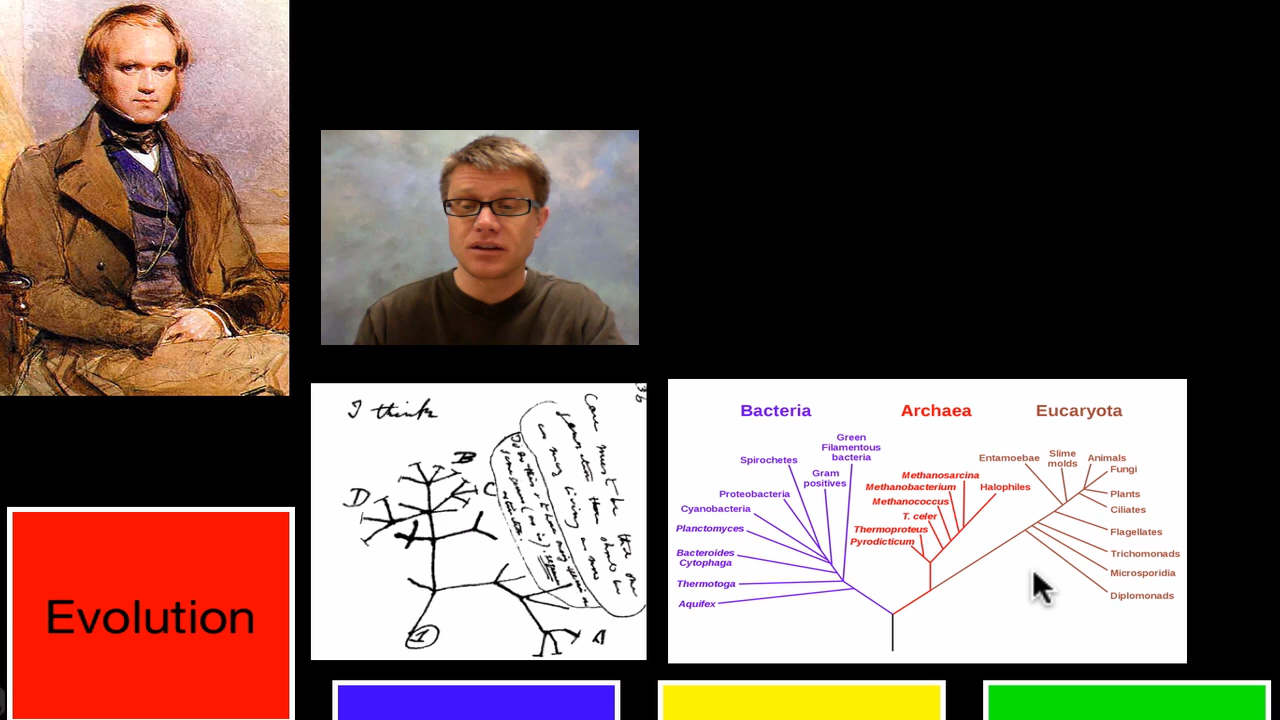 I think
B
D
C
A
1
36
Evolution
Bacteria
Archaea
Eucaryota
Green
Filamentous
bacteria
Spirochetes
Gram
positives
Proteobacteria
Cyanobacteria
Planctomyces
Bacteroides
Cytophaga
Thermotoga
Aquifex
Methanosarcina
Methanobacterium
Halophiles
Methanococcus
T. celer
Thermoproteus
Pyrodicticum
Entamoebae
Slime
molds
Animals
Fungi
Plants
Ciliates
Flagellates
Trichomonads
Microsporidia
Diplomonads